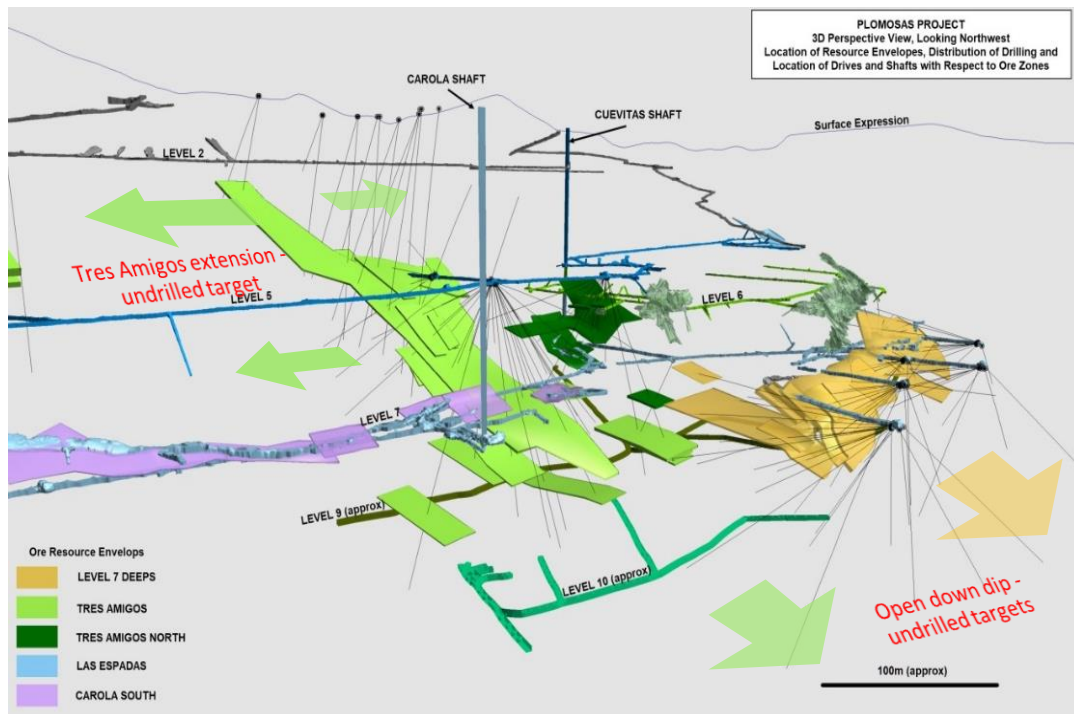 PLOMOSAS PROJECT
3D Perspective View, Looking Northwest
Location of Resource Envelopes, Distribution of Drilling and
Location of Drives and Shafts with Respect to Ore Zones
CAROLA SHAFT
CUEVITAS SHAFT
Surface Expression
LEVEL 2
Tres Amigos extension -
undrilled target
LEVEL 5
LEVEL 6
LEVEL 7
LEVEL 9 (approx)
LEVEL 10 (approx)
Open down dip -
undrilled targets
100m (approx)
Ore Resource Envelops
LEVEL 7 DEEPS
TRES AMIGOS
TRES AMIGOS NORTH
LAS ESPADAS
CAROLA SOUTH